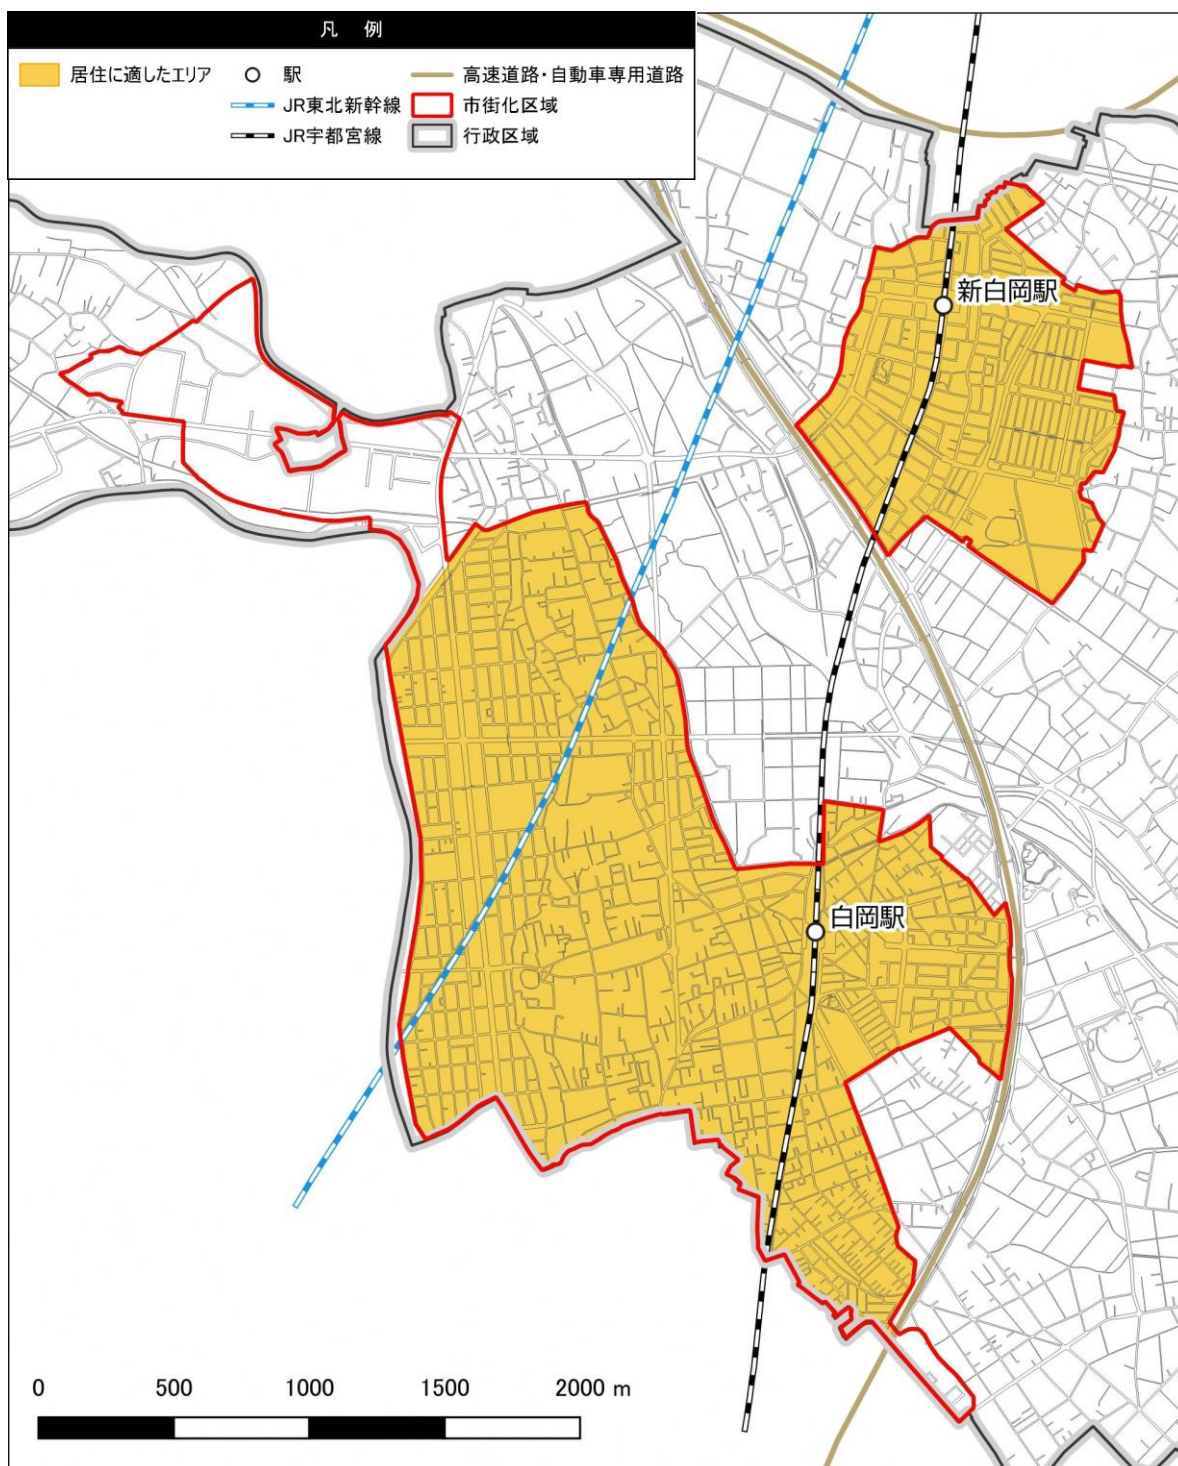 凡 例
居住に適したエリア
駅
高速道路・自動車専用道路
JR東北新幹線
市街化区域
JR宇都宮線
行政区域
新白岡駅
白岡駅
0 500 1000 1500 2000 m